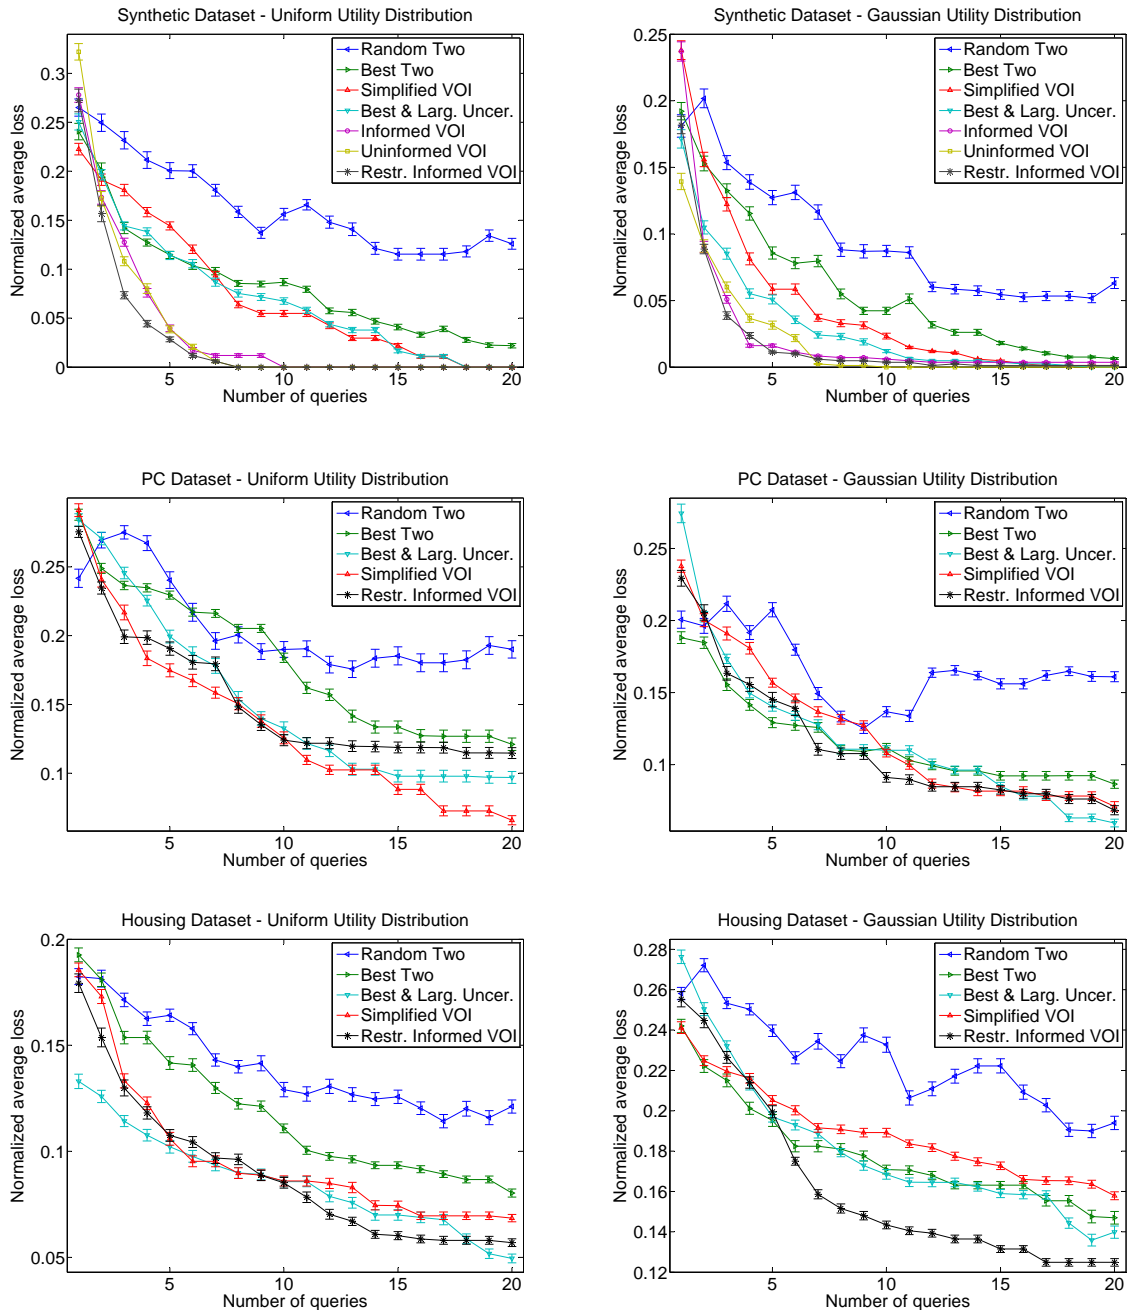 Synthetic Dataset - Uniform Utility Distribution
Normalized average loss
0.3
0.25
0.2
0.15
0.1
0.05
0
5
10
15
20
Number of queries
Random Two
Best Two
Simplified VOI
Best & Larg. Uncer.
Informed VOI
Uninformed VOI
Restr. Informed VOI
Synthetic Dataset - Gaussian Utility Distribution
Normalized average loss
0.25
0.2
0.15
0.1
0.05
0
5
10
15
20
Number of queries
Random Two
Best Two
Simplified VOI
Best & Larg. Uncer.
Informed VOI
Uninformed VOI
Restr. Informed VOI
PC Dataset - Uniform Utility Distribution
Normalized average loss
0.25
0.2
0.15
0.1
5
10
15
20
Number of queries
Random Two
Best Two
Best & Larg. Uncer.
Simplified VOI
Restr. Informed VOI
PC Dataset - Gaussian Utility Distribution
Normalized average loss
0.25
0.2
0.15
0.1
5
10
15
20
Number of queries
Random Two
Best Two
Best & Larg. Uncer.
Simplified VOI
Restr. Informed VOI
Housing Dataset - Uniform Utility Distribution
Normalized average loss
0.2
0.15
0.1
0.05
5
10
15
20
Number of queries
Random Two
Best Two
Best & Larg. Uncer.
Simplified VOI
Restr. Informed VOI
Housing Dataset - Gaussian Utility Distribution
Normalized average loss
0.28
0.26
0.24
0.22
0.2
0.18
0.16
0.14
0.12
5
10
15
20
Number of queries
Random Two
Best Two
Best & Larg. Uncer.
Simplified VOI
Restr. Informed VOI